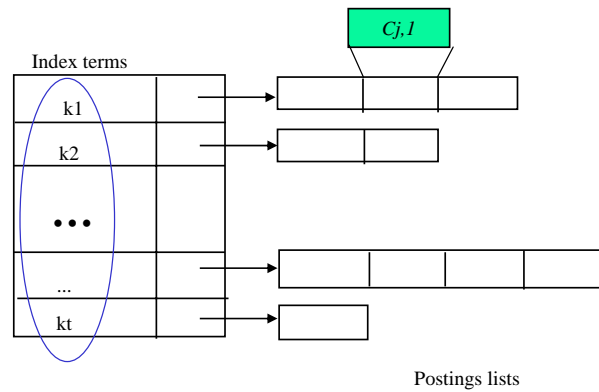 Cj,1
Index terms
k1
k2
•••
...
kt
Postings lists